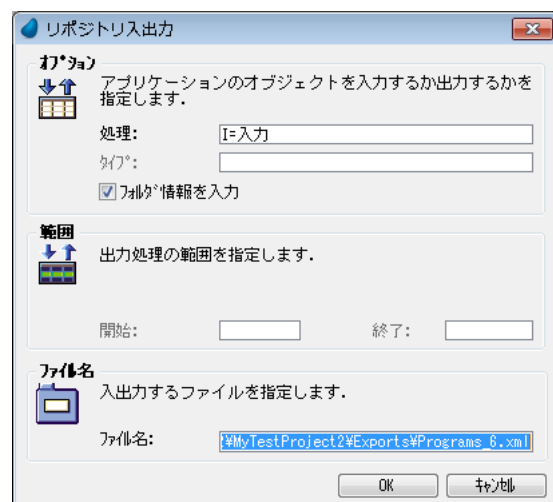 リポジトリ入出力
ｵﾌﾟｼｮﾝ
アプリケーションのオブジェクトを入力するか出力するかを
指定します.
処理: I=入力
ﾀｲﾌﾟ:
ﾌｫﾙﾀﾞ情報を入力
範囲
出力処理の範囲を指定します.
開始: 終了:
ﾌｧｲﾙ名
入出力するファイルを指定します.
ﾌｧｲﾙ名: ¥MyTestProject2¥Exports¥Programs_6.xml
OK ｷｬﾝｾﾙ